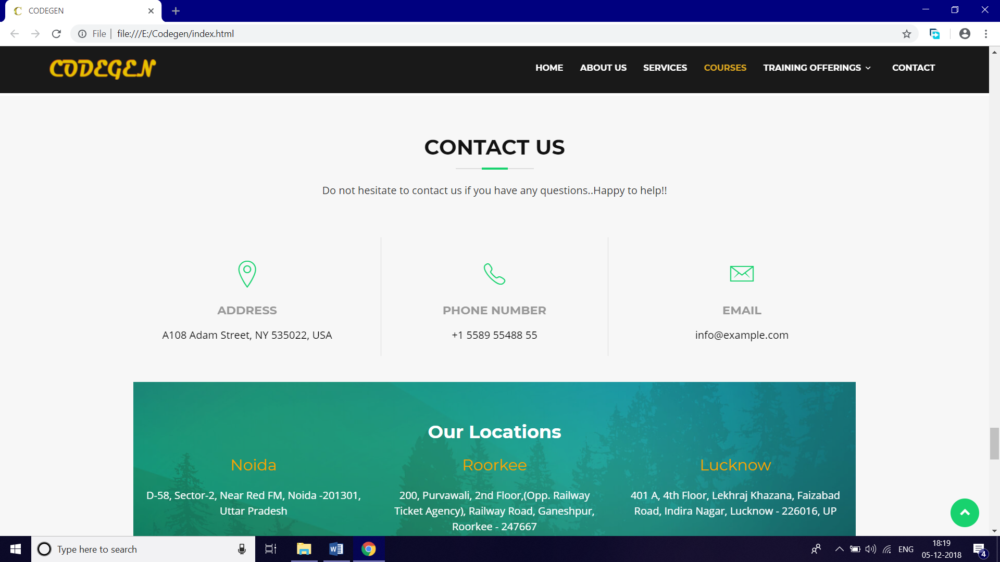 CODEGEN
File
file:///E:/Codegen/index.html
CODEGEN
HOME ABOUT US SERVICES COURSES TRAINING OFFERINGS CONTACT
CONTACT US
Do not hesitate to contact us if you have any questions..Happy to help!!
ADDRESS
A108 Adam Street, NY 535022, USA
PHONE NUMBER
+1 5589 55488 55
EMAIL
info@example.com
Our Locations
Noida
D-58, Sector-2, Near Red FM, Noida -201301,
Uttar Pradesh
Roorkee
200, Purvawali, 2nd Floor,(Opp. Railway
Ticket Agency), Railway Road, Ganeshpur,
Roorkee - 247667
Lucknow
401 A, 4th Floor, Lekhraj Khazana, Faizabad
Road, Indira Nagar, Lucknow - 226016, UP
Type here to search
ENG
18:19
05-12-2018
4